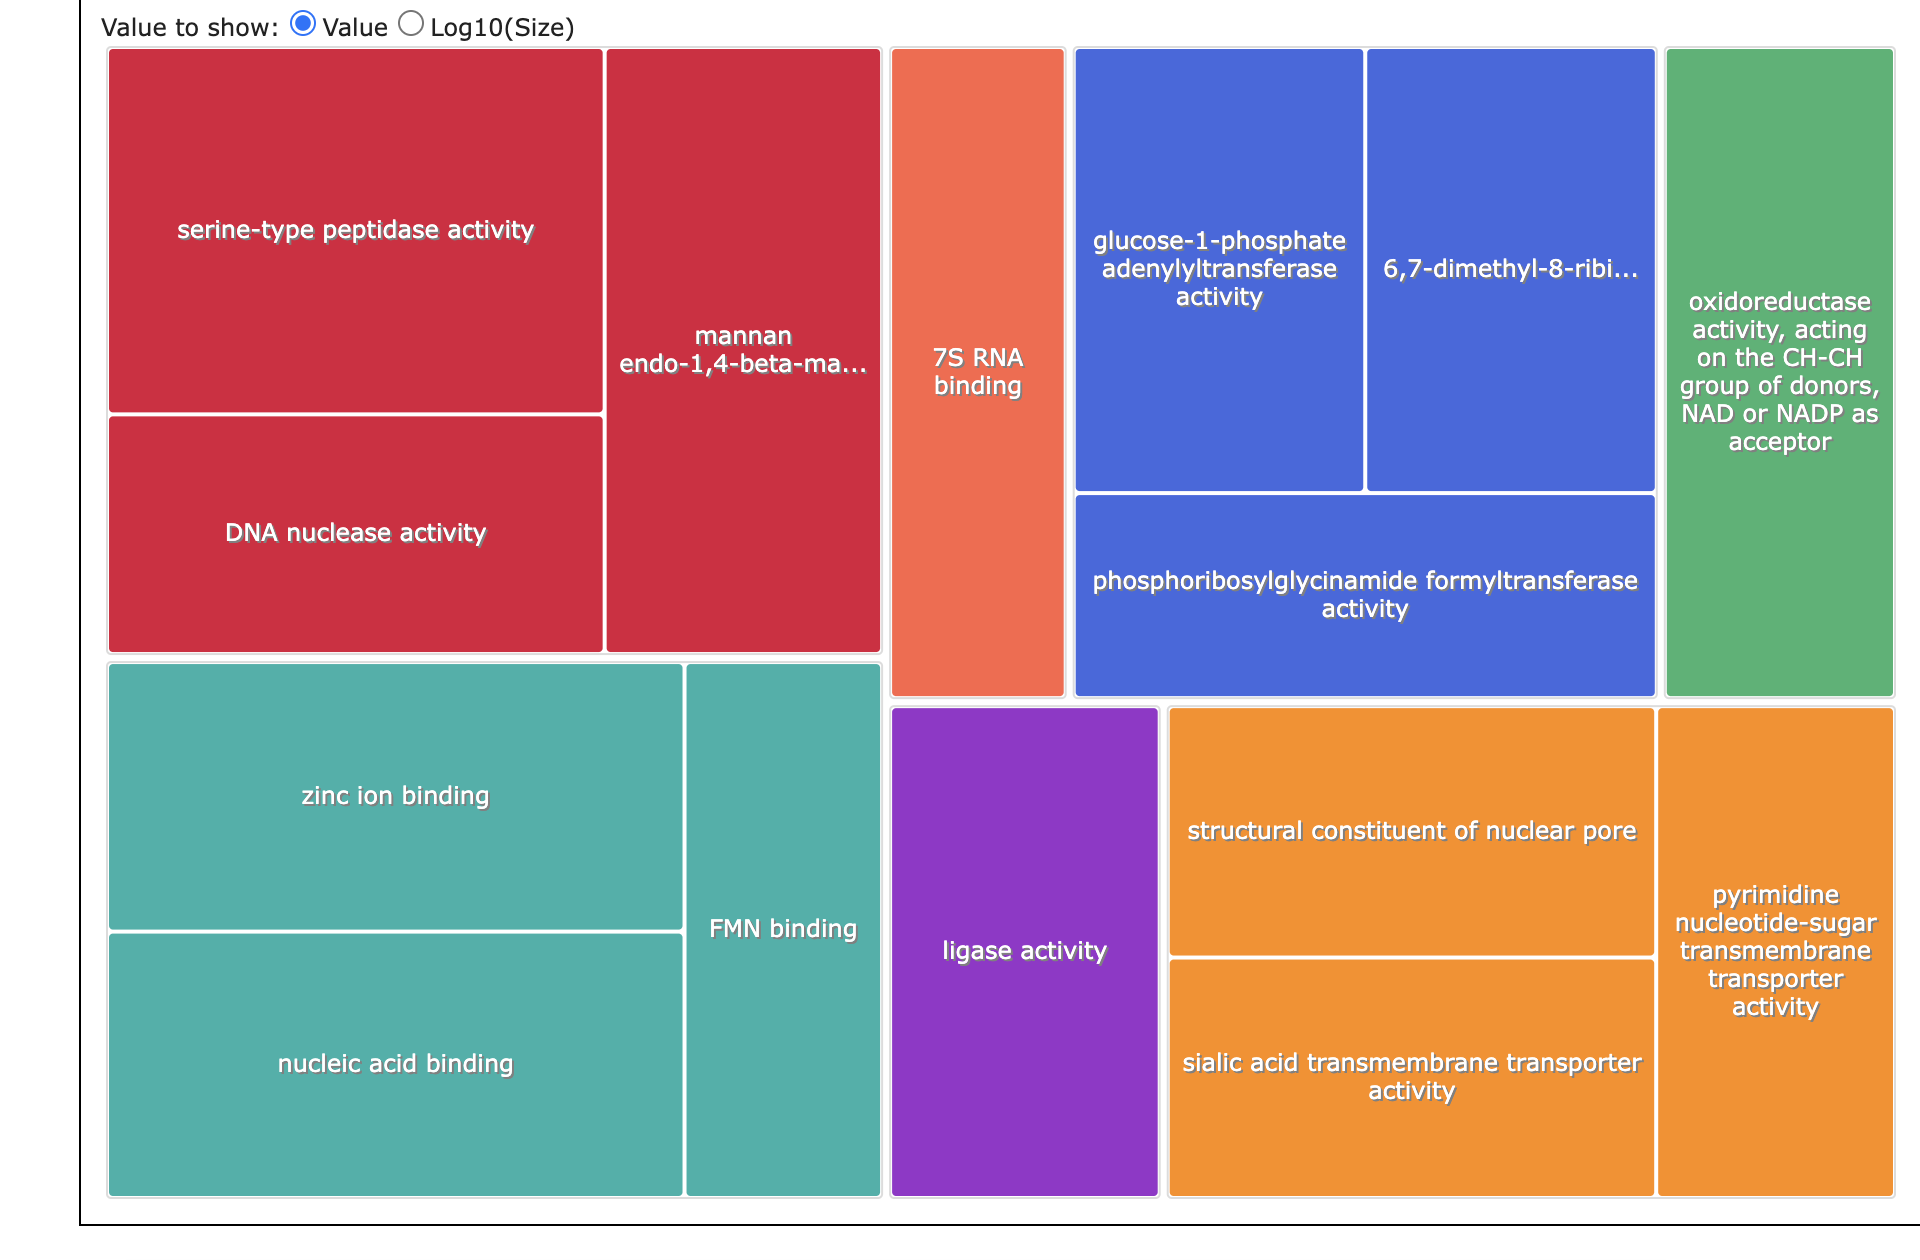 Value to show: Value Log10(Size)
serine-type peptidase activity
DNA nuclease activity
mannan
endo-1,4-beta-ma...
7S RNA
binding
glucose-1-phosphate
adenylyltransferase
activity
6,7-dimethyl-8-ribi...
phosphoribosylglycinamide formyltransferase
activity
oxidoreductase
activity, acting
on the CH-CH
group of donors,
NAD or NADP as
acceptor
zinc ion binding
nucleic acid binding
FMN binding
ligase activity
structural constituent of nuclear pore
sialic acid transmembrane transporter
activity
pyrimidine
nucleotide-sugar
transmembrane
transporter
activity